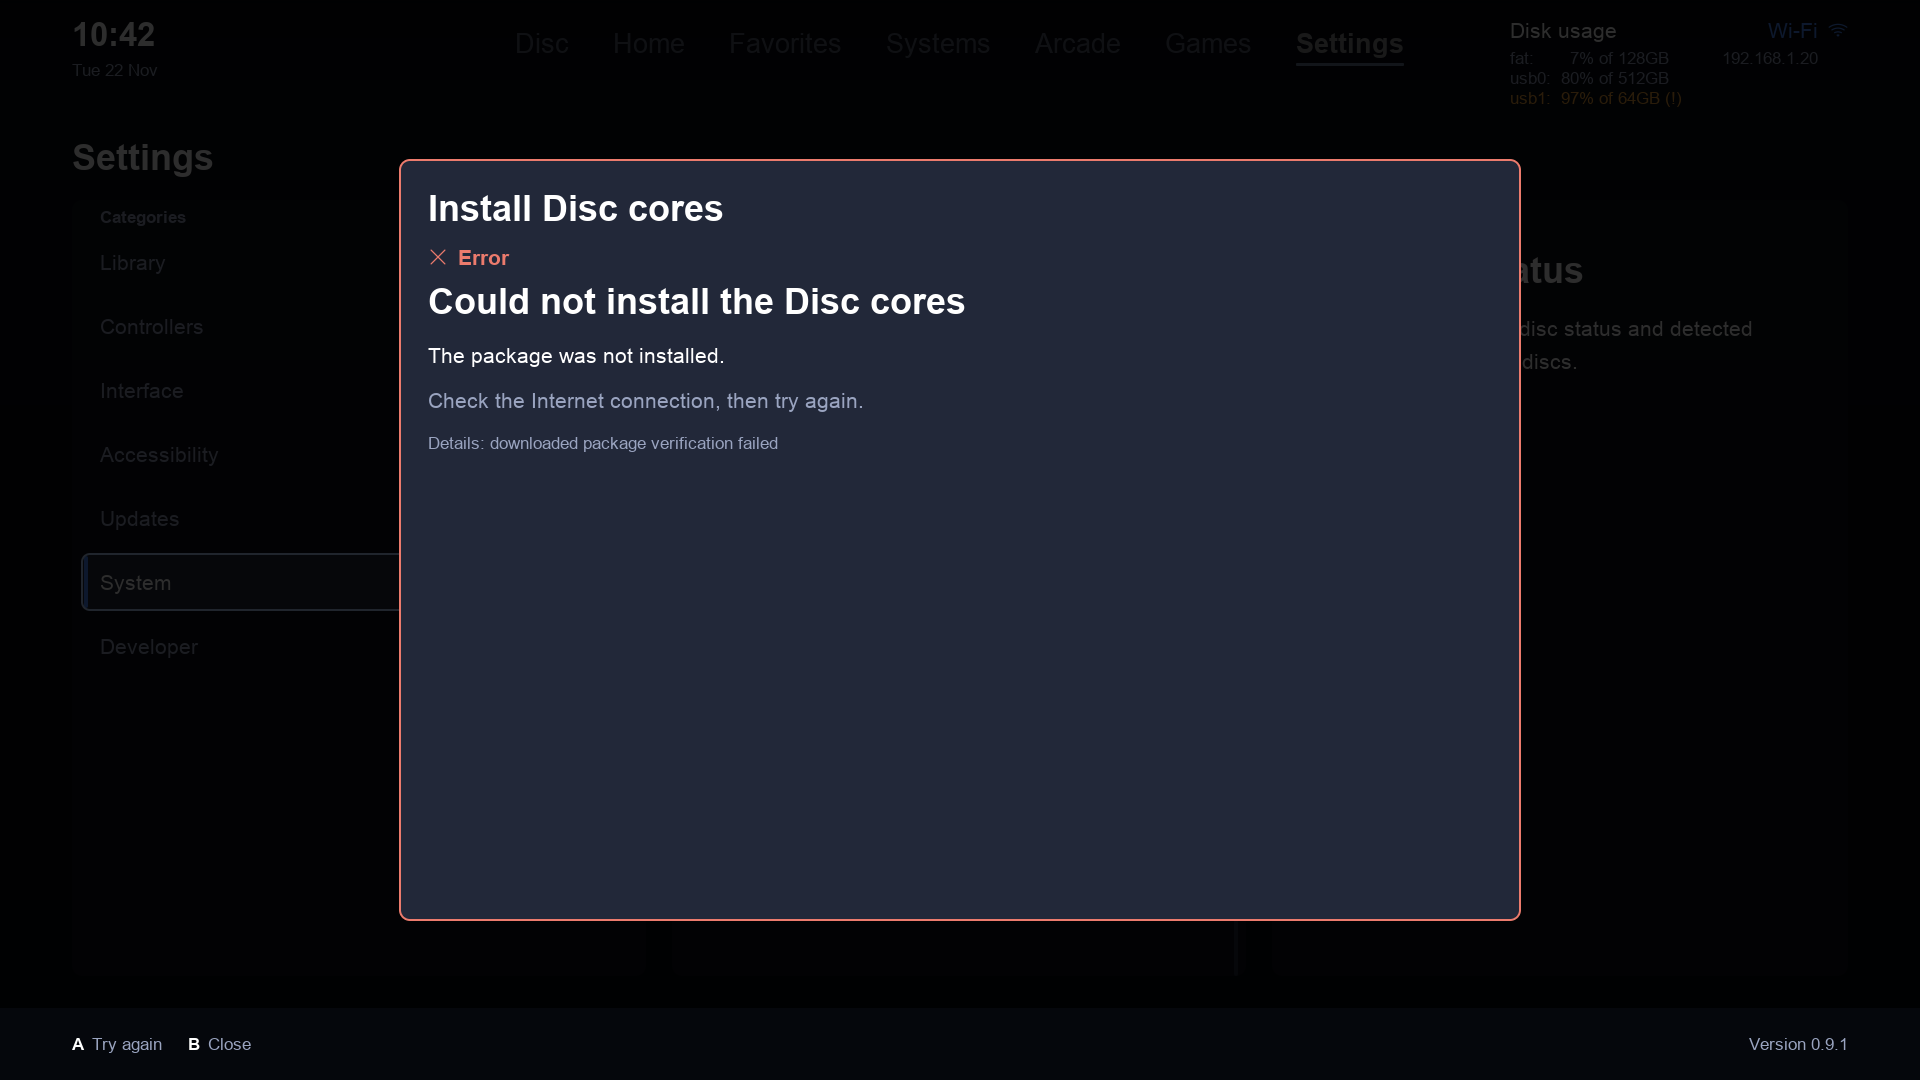 10:42
Tue 22 Nov
Disc Home Favorites Systems Arcade Games Settings
Disk usage
fat: 7% of 128GB
usb0: 80% of 512GB
usb1: 97% of 64GB (!)
Wi-Fi
192.168.1.20
Settings
Categories
Library
Controllers
Interface
Accessibility
Updates
System
Developer
Install Disc cores
Error
Could not install the Disc cores
The package was not installed.
Check the Internet connection, then try again.
Details: downloaded package verification failed
disc status and detected
discs.
A Try again B Close
Version 0.9.1